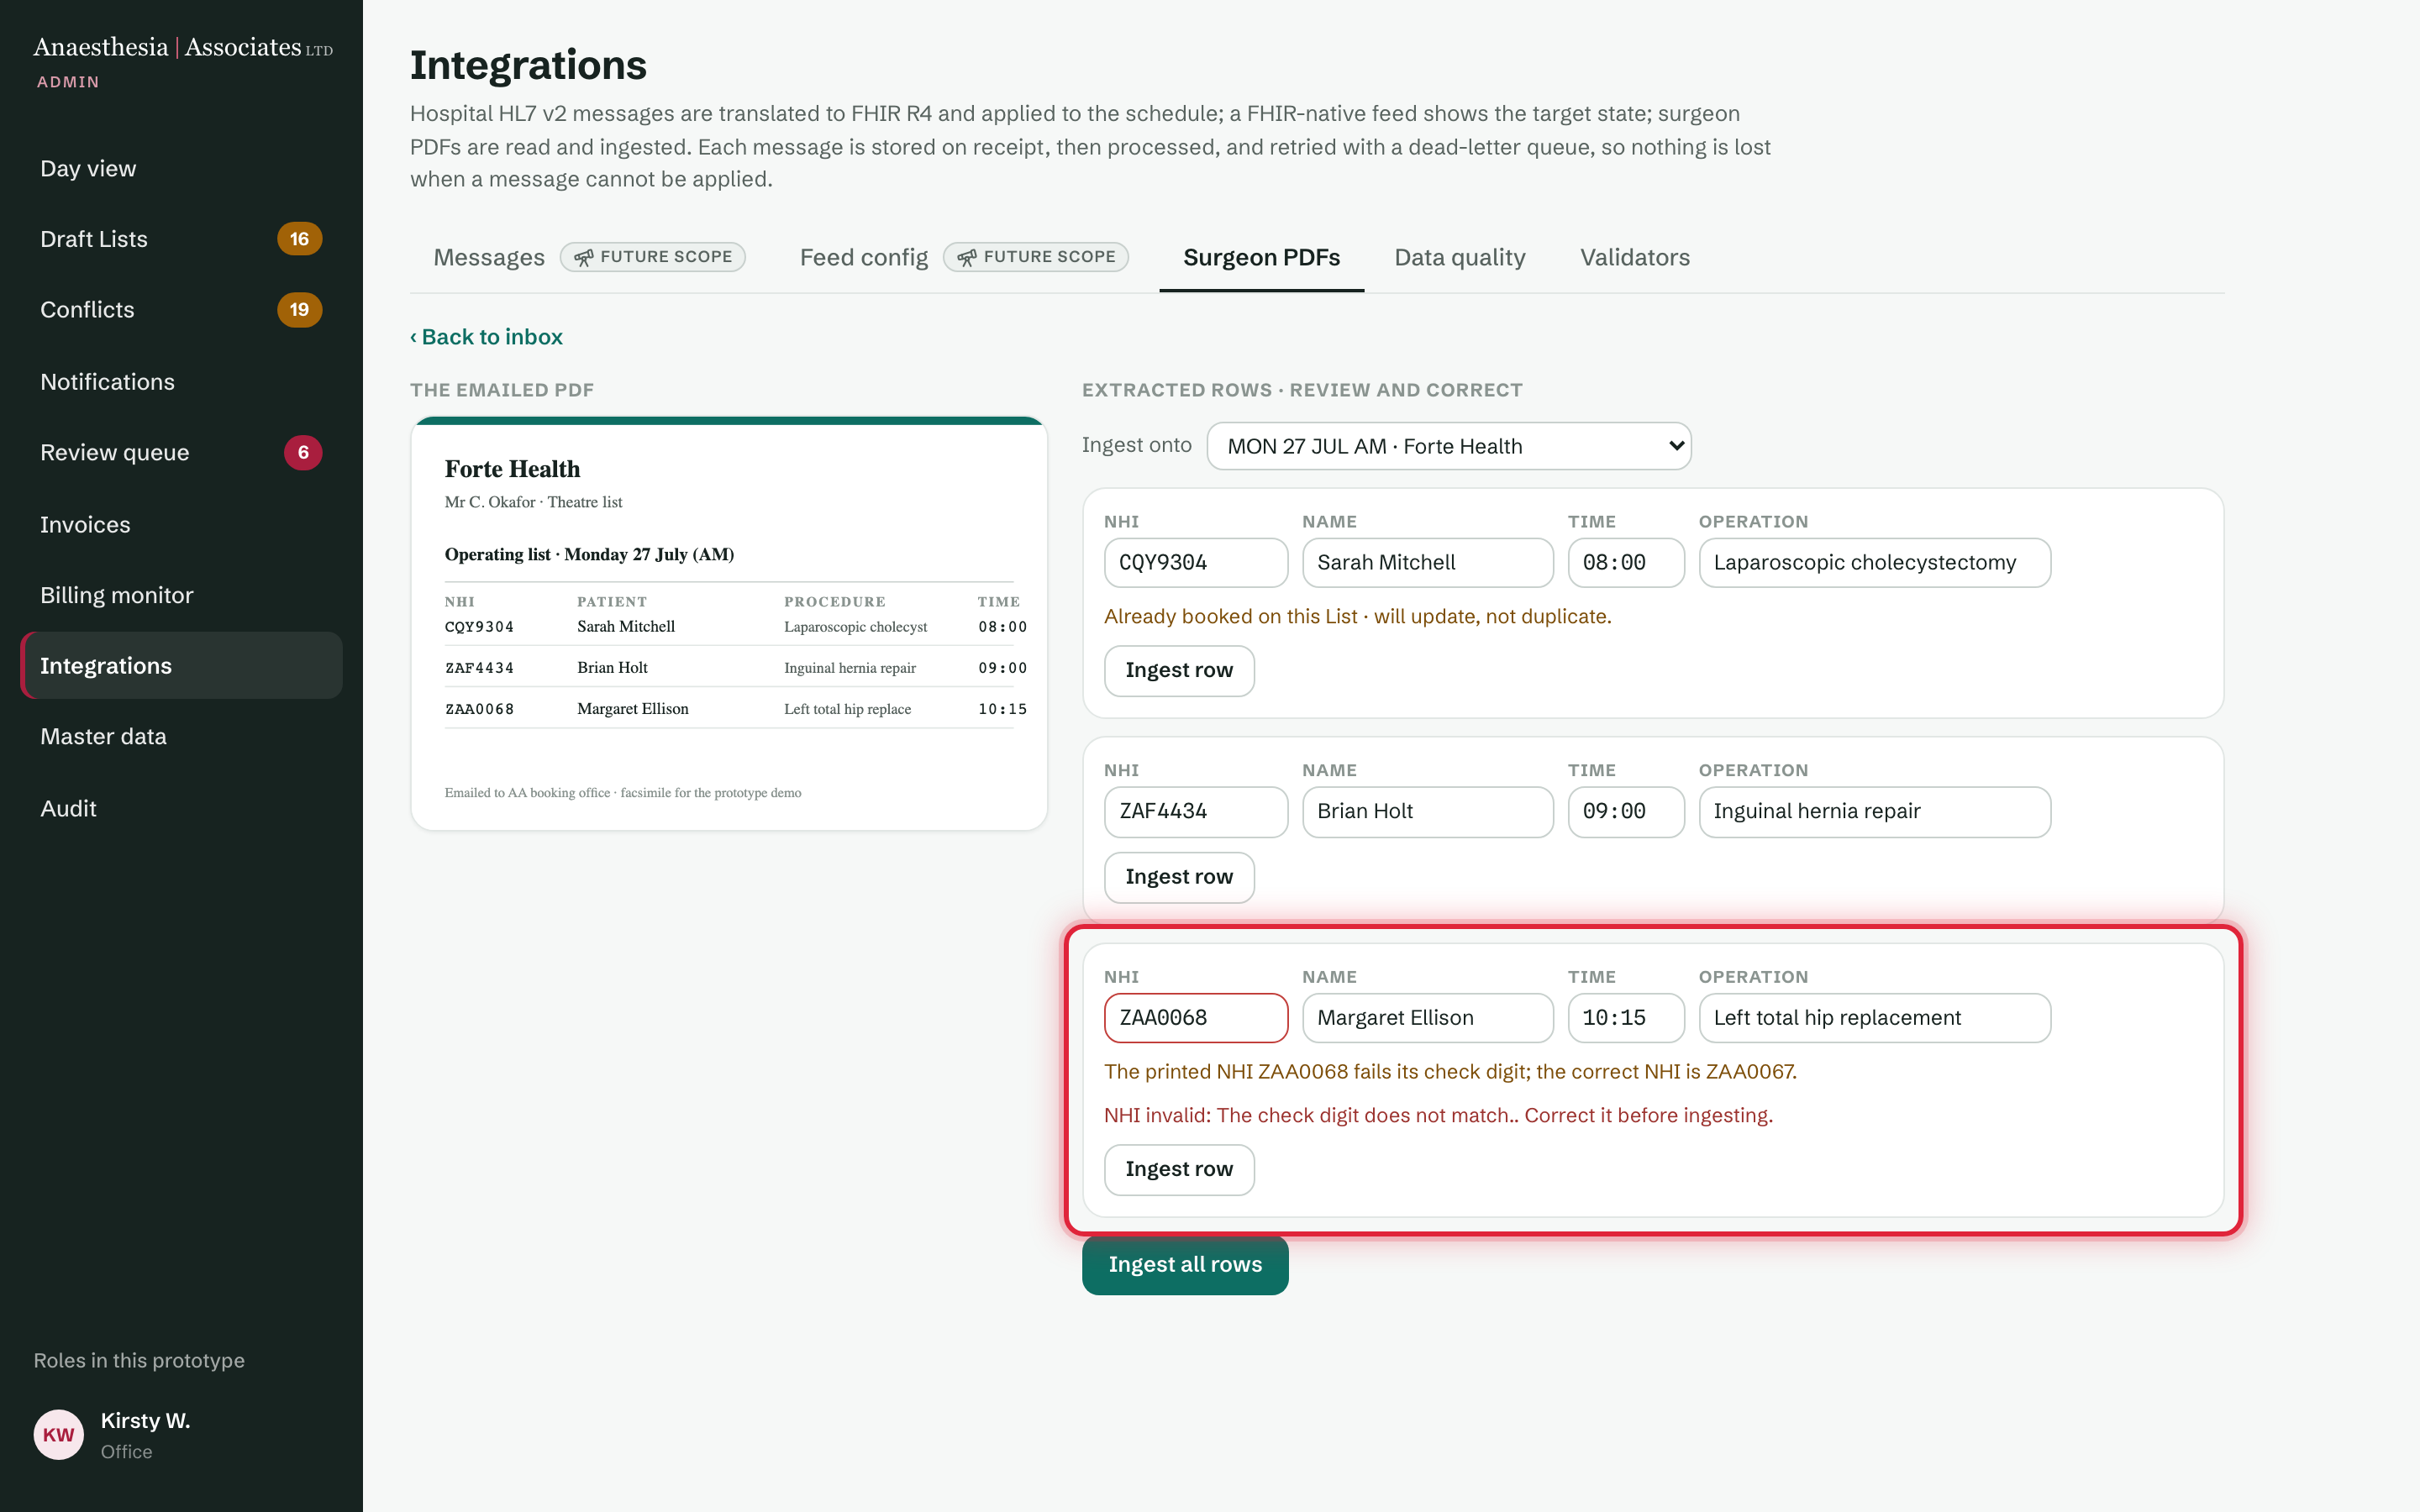 Anaesthesia | Associates LTD
ADMIN
Day view
Draft Lists 16
Conflicts 19
Notifications
Review queue 6
Invoices
Billing monitor
Integrations
Master data
Audit
Roles in this prototype
KW
Kirsty W.
Office
Integrations
Hospital HL7 v2 messages are translated to FHIR R4 and applied to the schedule; a FHIR-native feed shows the target state; surgeon
PDFs are read and ingested. Each message is stored on receipt, then processed, and retried with a dead-letter queue, so nothing is lost
when a message cannot be applied.
Messages FUTURE SCOPE Feed config FUTURE SCOPE Surgeon PDFs Data quality Validators
‹ Back to inbox
THE EMAILED PDF
Forte Health
Mr C. Okafor · Theatre list
Operating list · Monday 27 July (AM)
NHI PATIENT PROCEDURE TIME
CQY9304 Sarah Mitchell Laparoscopic cholecyst 08:00
ZAF4434 Brian Holt Inguinal hernia repair 09:00
ZAA0068 Margaret Ellison Left total hip replace 10:15
Emailed to AA booking office · facsimile for the prototype demo
EXTRACTED ROWS · REVIEW AND CORRECT
Ingest onto MON 27 JUL AM · Forte Health
NHI NAME TIME OPERATION
CQY9304 Sarah Mitchell 08:00 Laparoscopic cholecystectomy
Already booked on this List · will update, not duplicate.
Ingest row
NHI NAME TIME OPERATION
ZAF4434 Brian Holt 09:00 Inguinal hernia repair
Ingest row
NHI NAME TIME OPERATION
ZAA0068 Margaret Ellison 10:15 Left total hip replacement
The printed NHI ZAA0068 fails its check digit; the correct NHI is ZAA0067.
NHI invalid: The check digit does not match.. Correct it before ingesting.
Ingest row
Ingest all rows